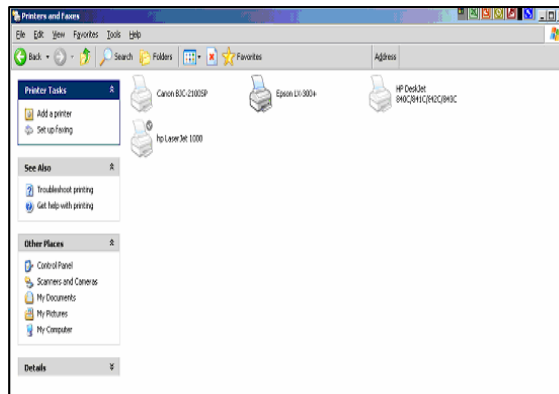 Printers and Faxes
File Edit View Favorites Tools Help
Back Search Folders Favorites Address
Printer Tasks
Add a printer
Set up faxing
See Also
Troubleshoot printing
Get help with printing
Other Places
Control Panel
Scanners and Cameras
My Documents
My Pictures
My Computer
Details
Canon BJC-2100SP
Epson LX-300+
HP DeskJet
840C/841C/842C/843C
hp LaserJet 1000